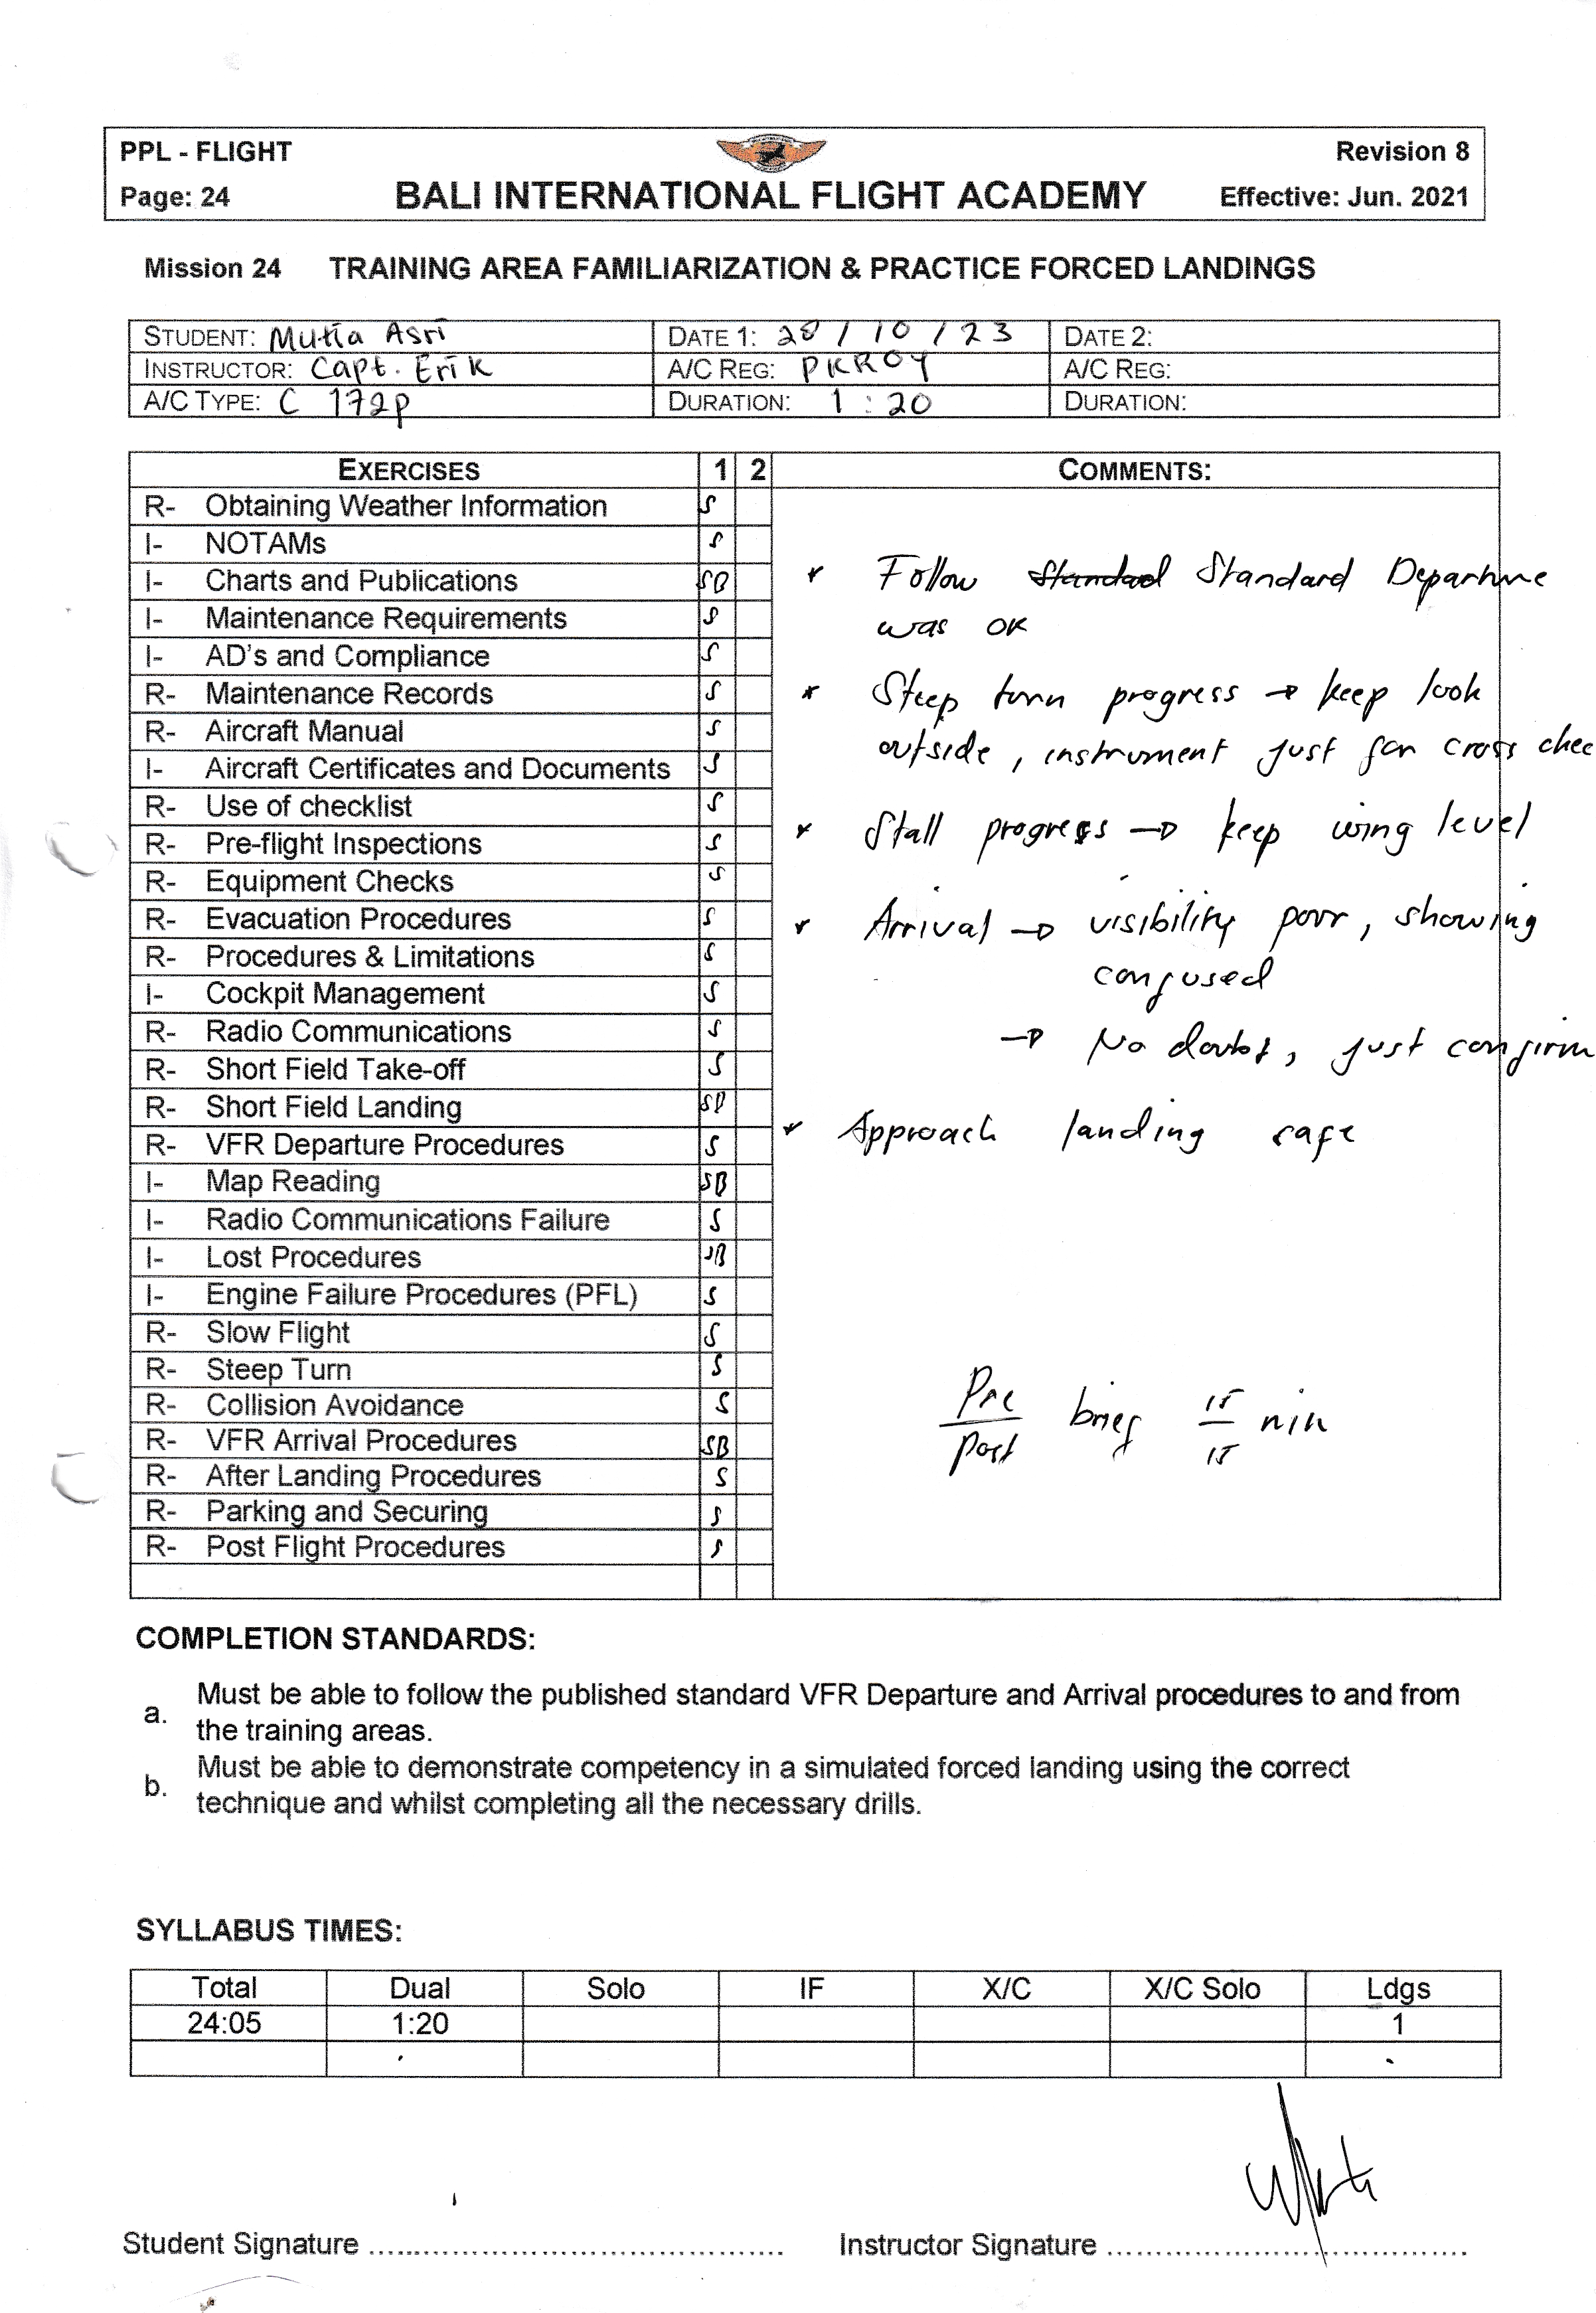 PPL - FLIGHT
Revision 8
Page: 24
BALI INTERNATIONAL FLIGHT ACADEMY
Effective: Jun. 2021
Mission 24 TRAINING AREA FAMILIARIZATION & PRACTICE FORCED LANDINGS
STUDENT: Mutia Asri
DATE 1: 28/10/23
DATE 2:
INSTRUCTOR: Capt. Erik
A/C REG: PKROY
A/C REG:
A/C TYPE: C 172p
DURATION: 1:20
DURATION:
EXERCISES 1 2
R- Obtaining Weather Information S
I- NOTAMs S
I- Charts and Publications SB
I- Maintenance Requirements S
I- AD's and Compliance S
R- Maintenance Records S
R- Aircraft Manual S
I- Aircraft Certificates and Documents S
R- Use of checklist S
R- Pre-flight Inspections S
R- Equipment Checks S
R- Evacuation Procedures S
R- Procedures & Limitations S
I- Cockpit Management S
R- Radio Communications S
R- Short Field Take-off S
R- Short Field Landing SB
R- VFR Departure Procedures S
I- Map Reading SB
I- Radio Communications Failure S
I- Lost Procedures SB
I- Engine Failure Procedures (PFL) S
R- Slow Flight S
R- Steep Turn S
R- Collision Avoidance S
R- VFR Arrival Procedures SB
R- After Landing Procedures S
R- Parking and Securing S
R- Post Flight Procedures S
COMMENTS:
* Follow Standard Departure
was OK
* Steep turn progress → keep look
outside, instrument just for cross chec
* Stall progress → keep wing level
* Arrival → visibility poor, showing
confused
→ No doubt, just confirm
* Approach landing safe
Pre
Post brief 15
15 min
COMPLETION STANDARDS:
a. Must be able to follow the published standard VFR Departure and Arrival procedures to and from
the training areas.
b. Must be able to demonstrate competency in a simulated forced landing using the correct
technique and whilst completing all the necessary drills.
SYLLABUS TIMES:
Total Dual Solo IF X/C X/C Solo Ldgs
24:05 1:20 1
Student Signature ........................................
Instructor Signature ........................................